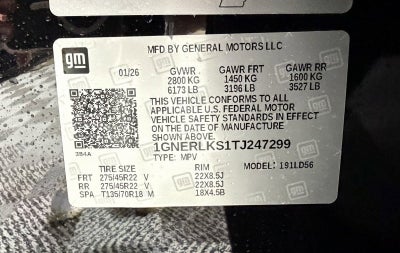 gm
MFD BY GENERAL MOTORS LLC
01/26 GVWR GAWR FRT GAWR RR
2800 KG 1450 KG 1600 KG
6173 LB 3196 LB 3527 LB
THIS VEHICLE CONFORMS TO ALL
APPLICABLE U.S. FEDERAL MOTOR
VEHICLE SAFETY STANDARDS IN EFFECT
ON THE DATE OF MANUFACTURE
SHOWN ABOVE.
3B4A 1GNERLKS1TJ247299
TYPE: MPV MODEL: 191LD56
TIRE SIZE RIM
FRT 275/45R22 V 22X8.5J
RR 275/45R22 V 22X8.5J
SPA T135/70R18 M 18X4.5B